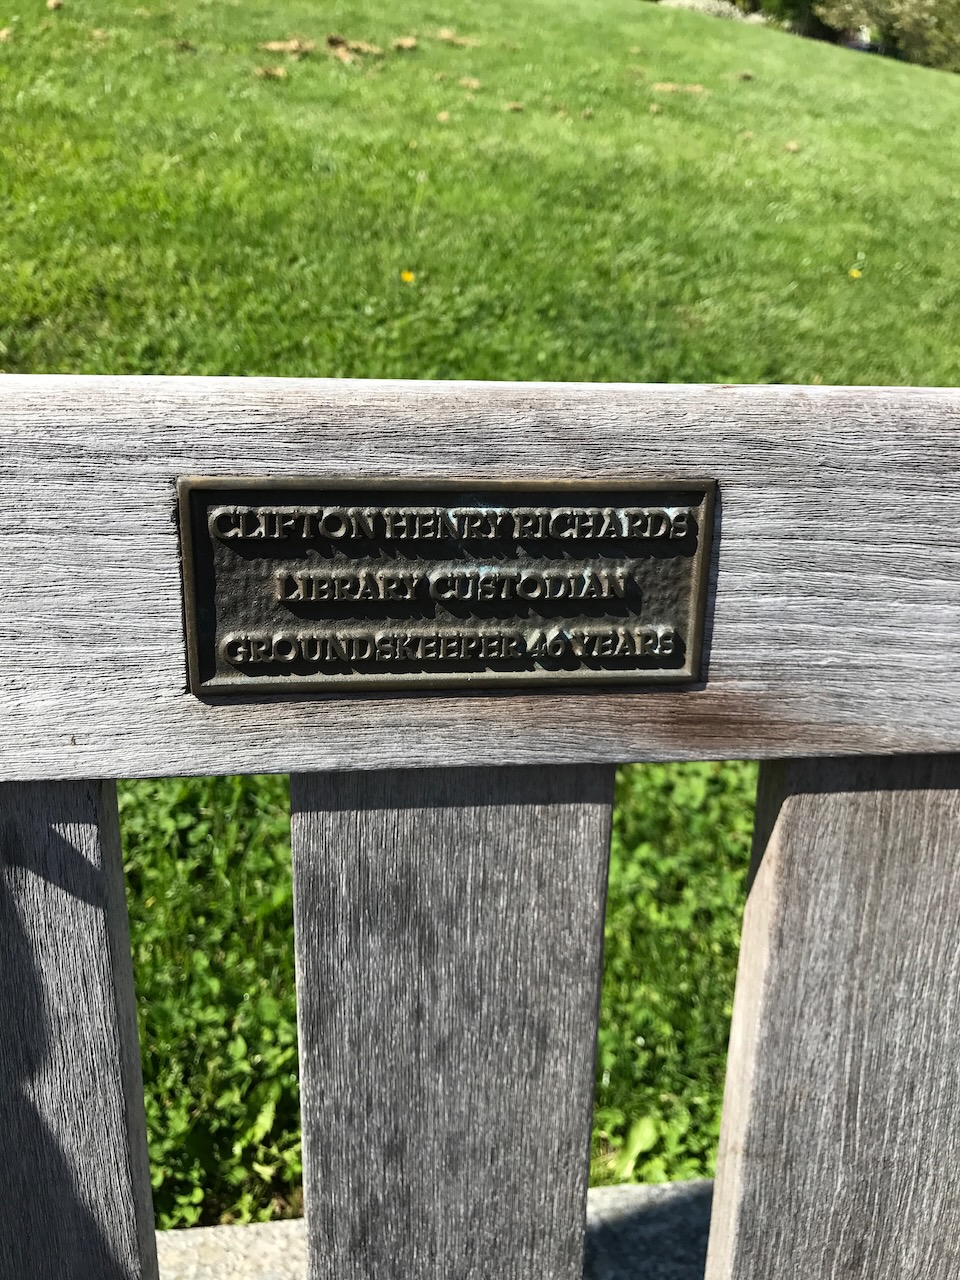 CLIFTON HENRY RICHARDS
LIBRARY CUSTODIAN
GROUNDSKEEPER 46 YEARS